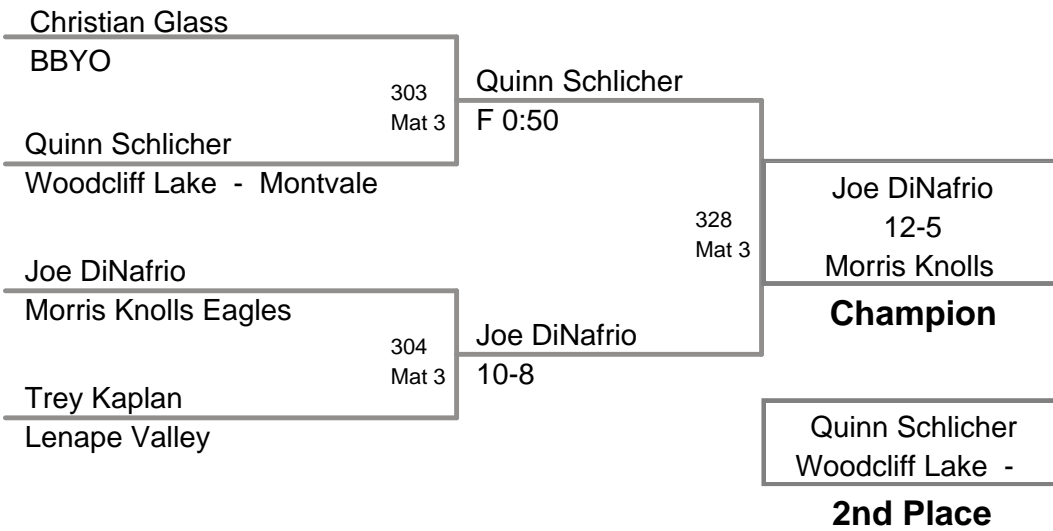 Christian Glass
BBYO
303
Mat 3
Quinn Schlicher
F 0:50
Quinn Schlicher
Woodcliff Lake - Montvale
328
Mat 3
Joe DiNafrio
12-5
Morris Knolls
Champion
Joe DiNafrio
Morris Knolls Eagles
304
Mat 3
Joe DiNafrio
10-8
Trey Kaplan
Lenape Valley
Quinn Schlicher
Woodcliff Lake -
2nd Place